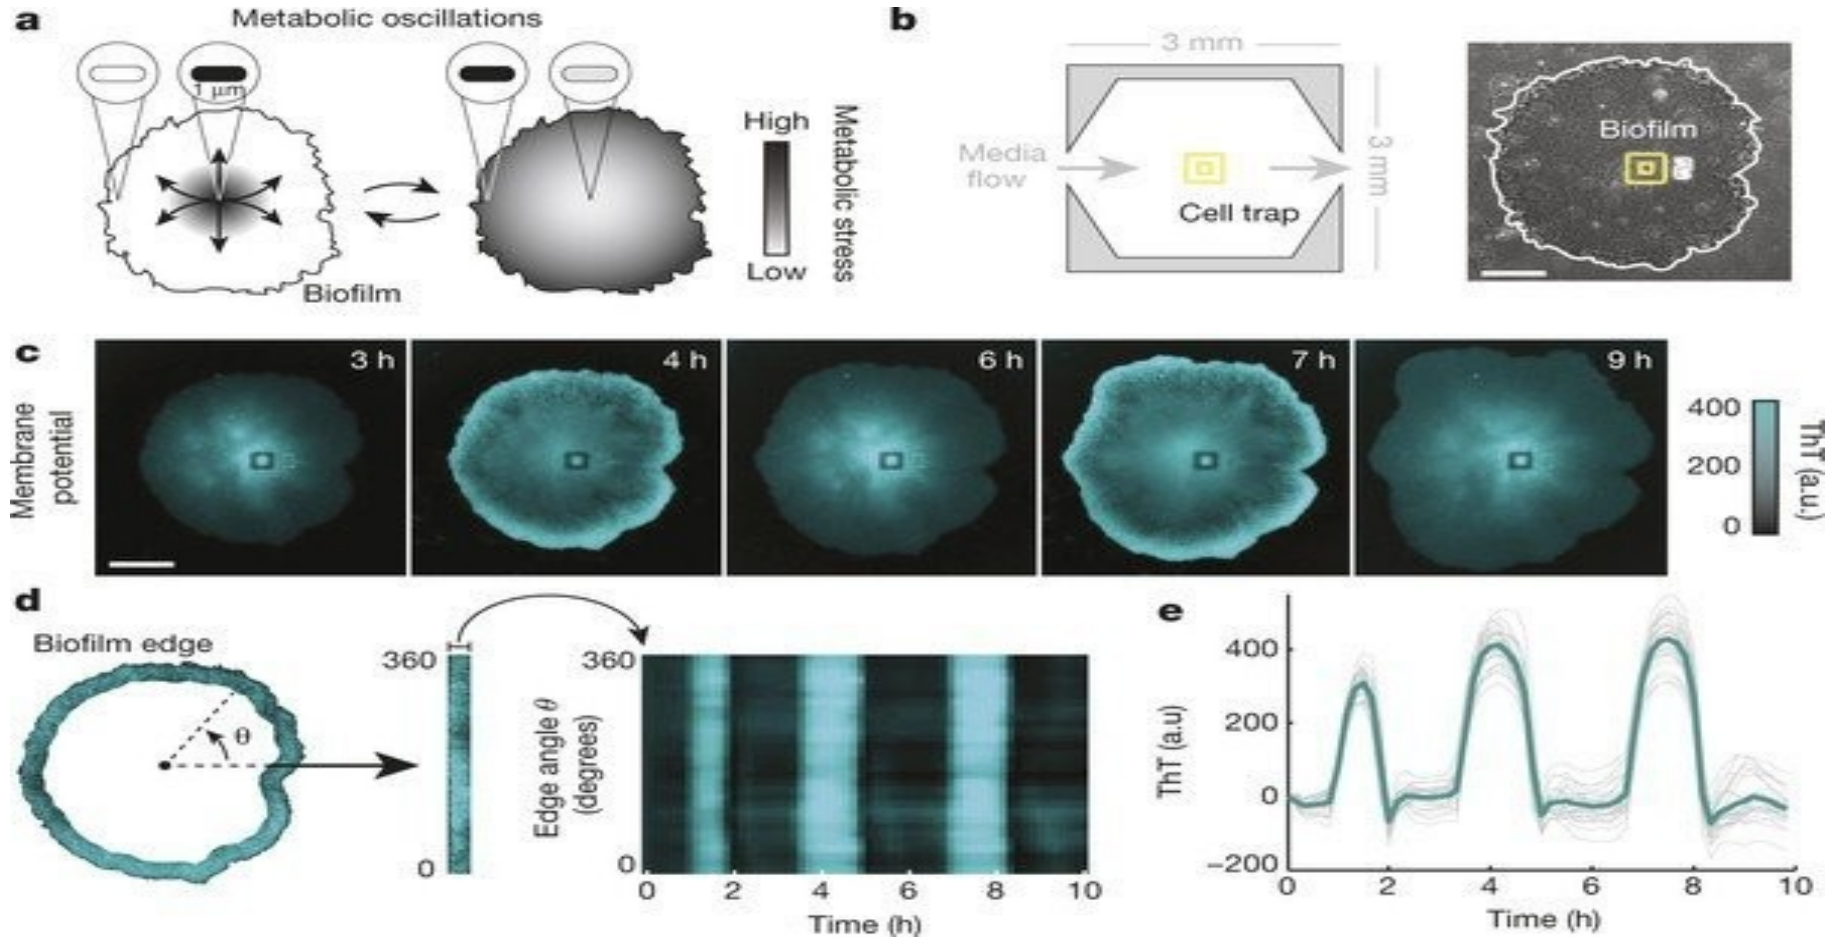 a
Metabolic oscillations
1 µm
Biofilm
High
Low
Metabolic stress
b
3 mm
3 mm
Media
flow
Cell trap
Biofilm
c
Membrane
potential
3 h
4 h
6 h
7 h
9 h
400
200
0
ThT (a.u.)
d
Biofilm edge
θ
360
0
Edge angle θ
(degrees)
360
0
0 2 4 6 8 10
Time (h)
e
ThT (a.u)
400
200
0
−200
0 2 4 6 8 10
Time (h)